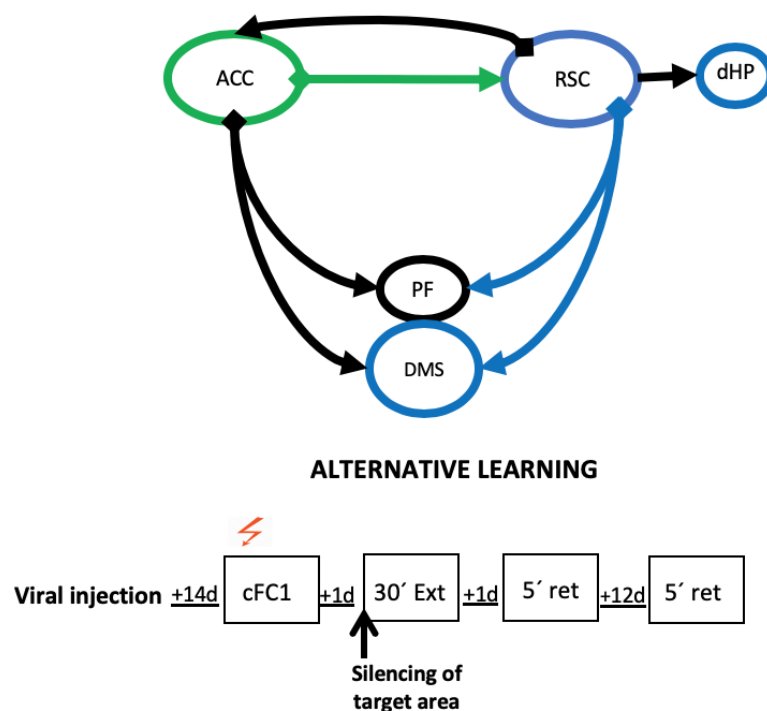 ACC
RSC
dHP
PF
DMS
ALTERNATIVE LEARNING
Viral injection +14d cFC1 +1d 30´ Ext +1d 5´ ret +12d 5´ ret
Silencing of
target area